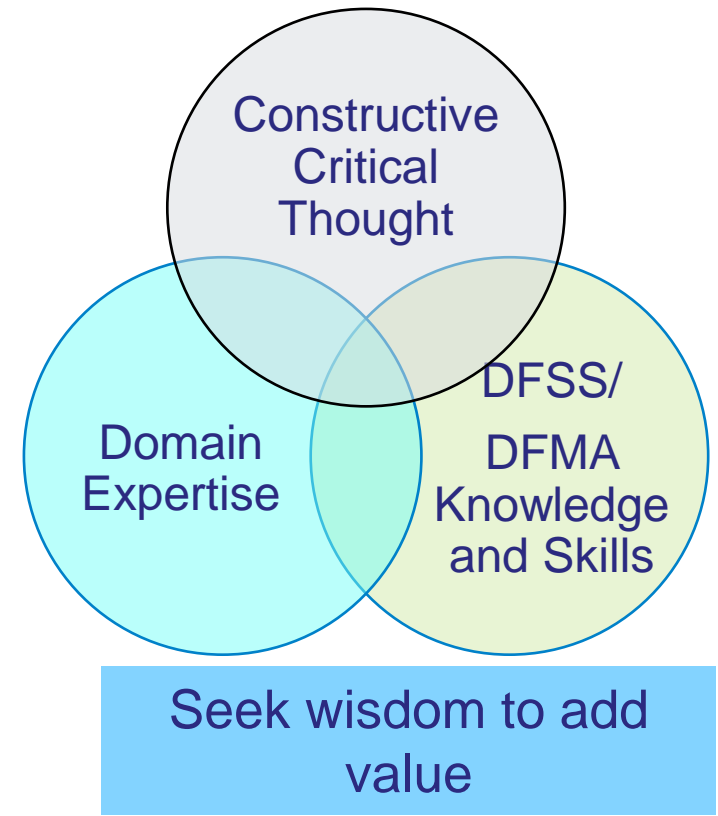 Constructive
Critical
Thought
Domain
Expertise
DFSS/
DFMA
Knowledge
and Skills
Seek wisdom to add
value